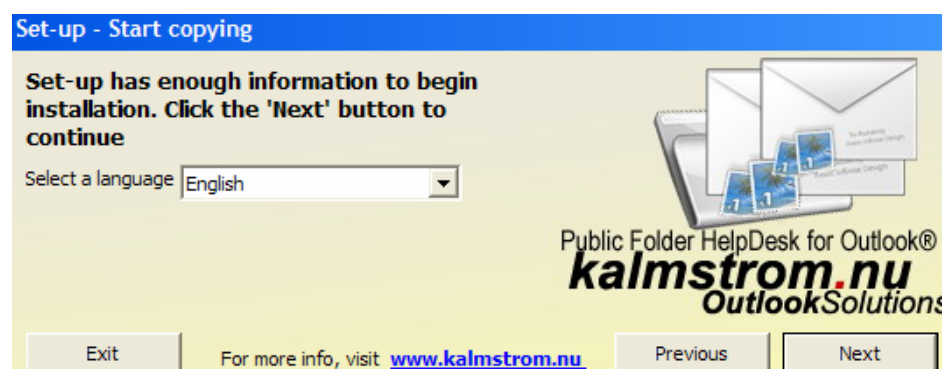 Set-up - Start copying
Set-up has enough information to begin
installation. Click the 'Next' button to
continue
Select a language English
Public Folder HelpDesk for Outlook®
kalmstrom.nu
OutlookSolutions
Exit
For more info, visit www.kalmstrom.nu
Previous
Next